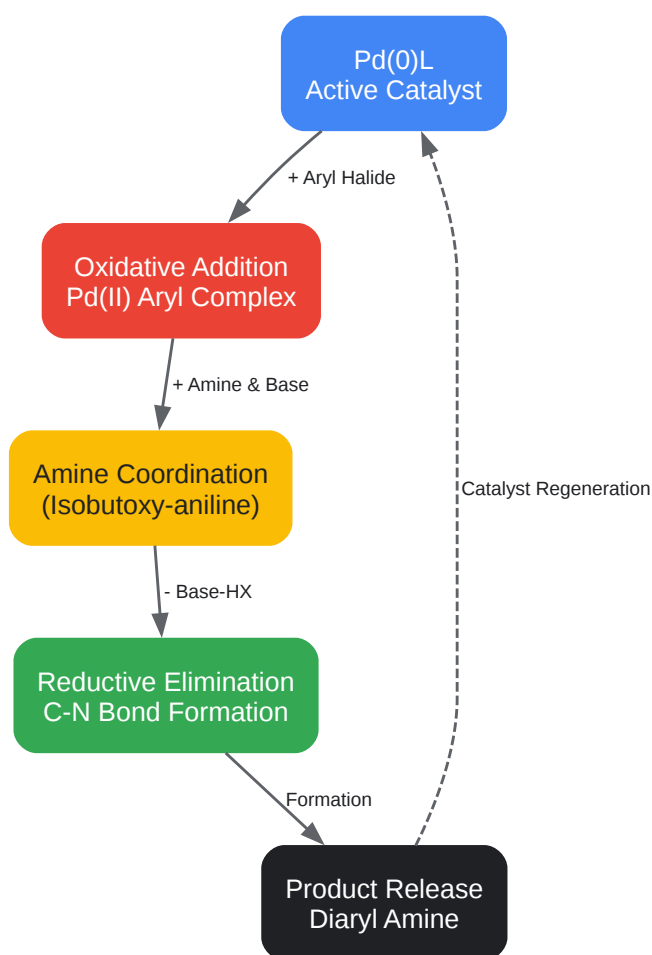 Pd(0)L
Active Catalyst
+ Aryl Halide
Oxidative Addition
Pd(II) Aryl Complex
+ Amine & Base
Amine Coordination
(Isobutoxy-aniline)
Catalyst Regeneration
- Base-HX
Reductive Elimination
C-N Bond Formation
Formation
Product Release
Diaryl Amine